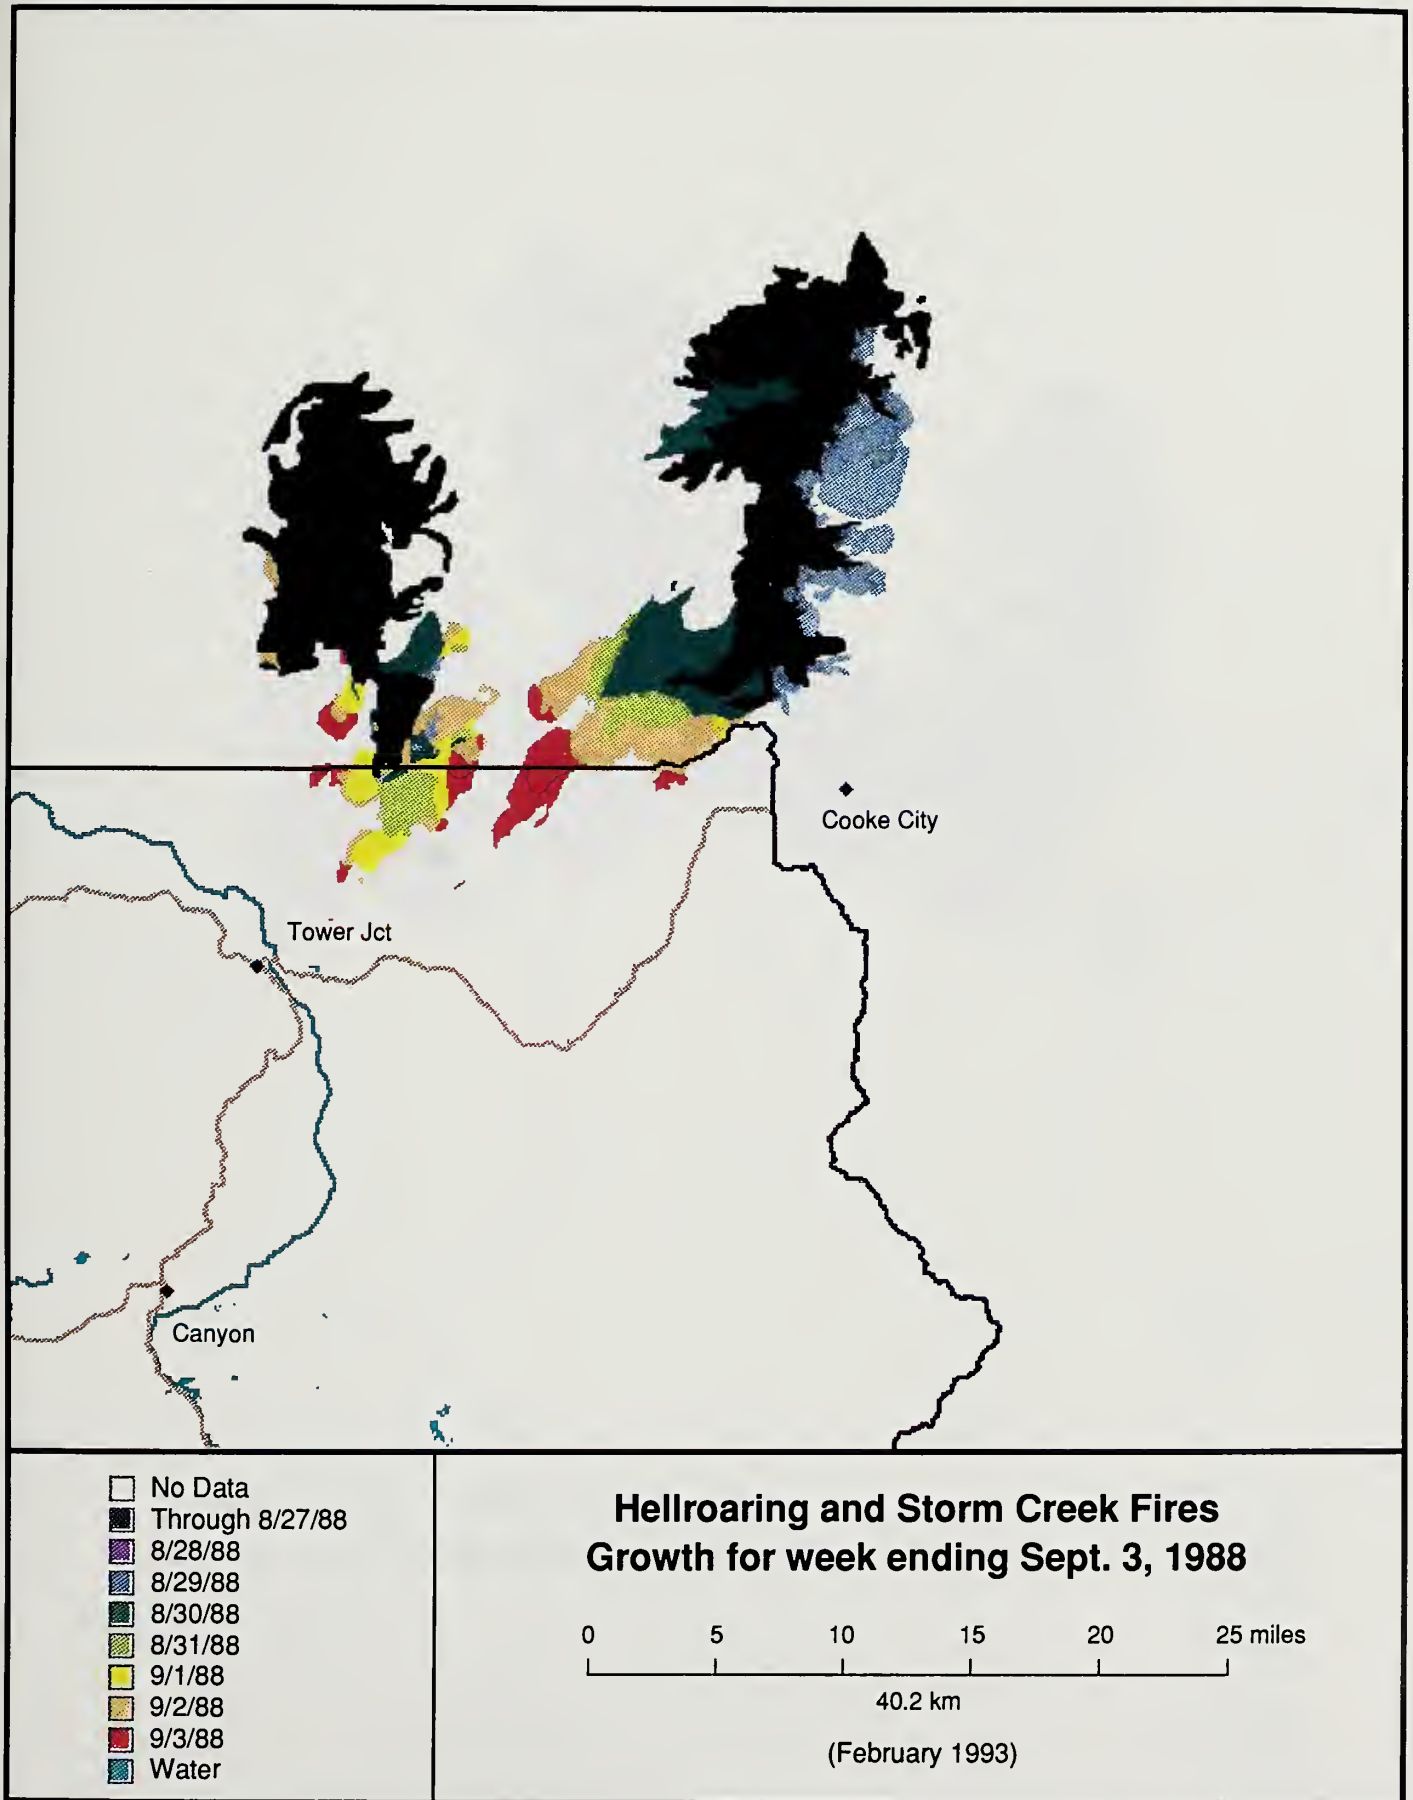 Cooke City
Tower Jct
Canyon
No Data
Through 8/27/88
8/28/88
8/29/88
8/30/88
8/31/88
9/1/88
9/2/88
9/3/88
Water
Hellroaring and Storm Creek Fires
Growth for week ending Sept. 3, 1988
0 5 10 15 20 25 miles
40.2 km
(February 1993)